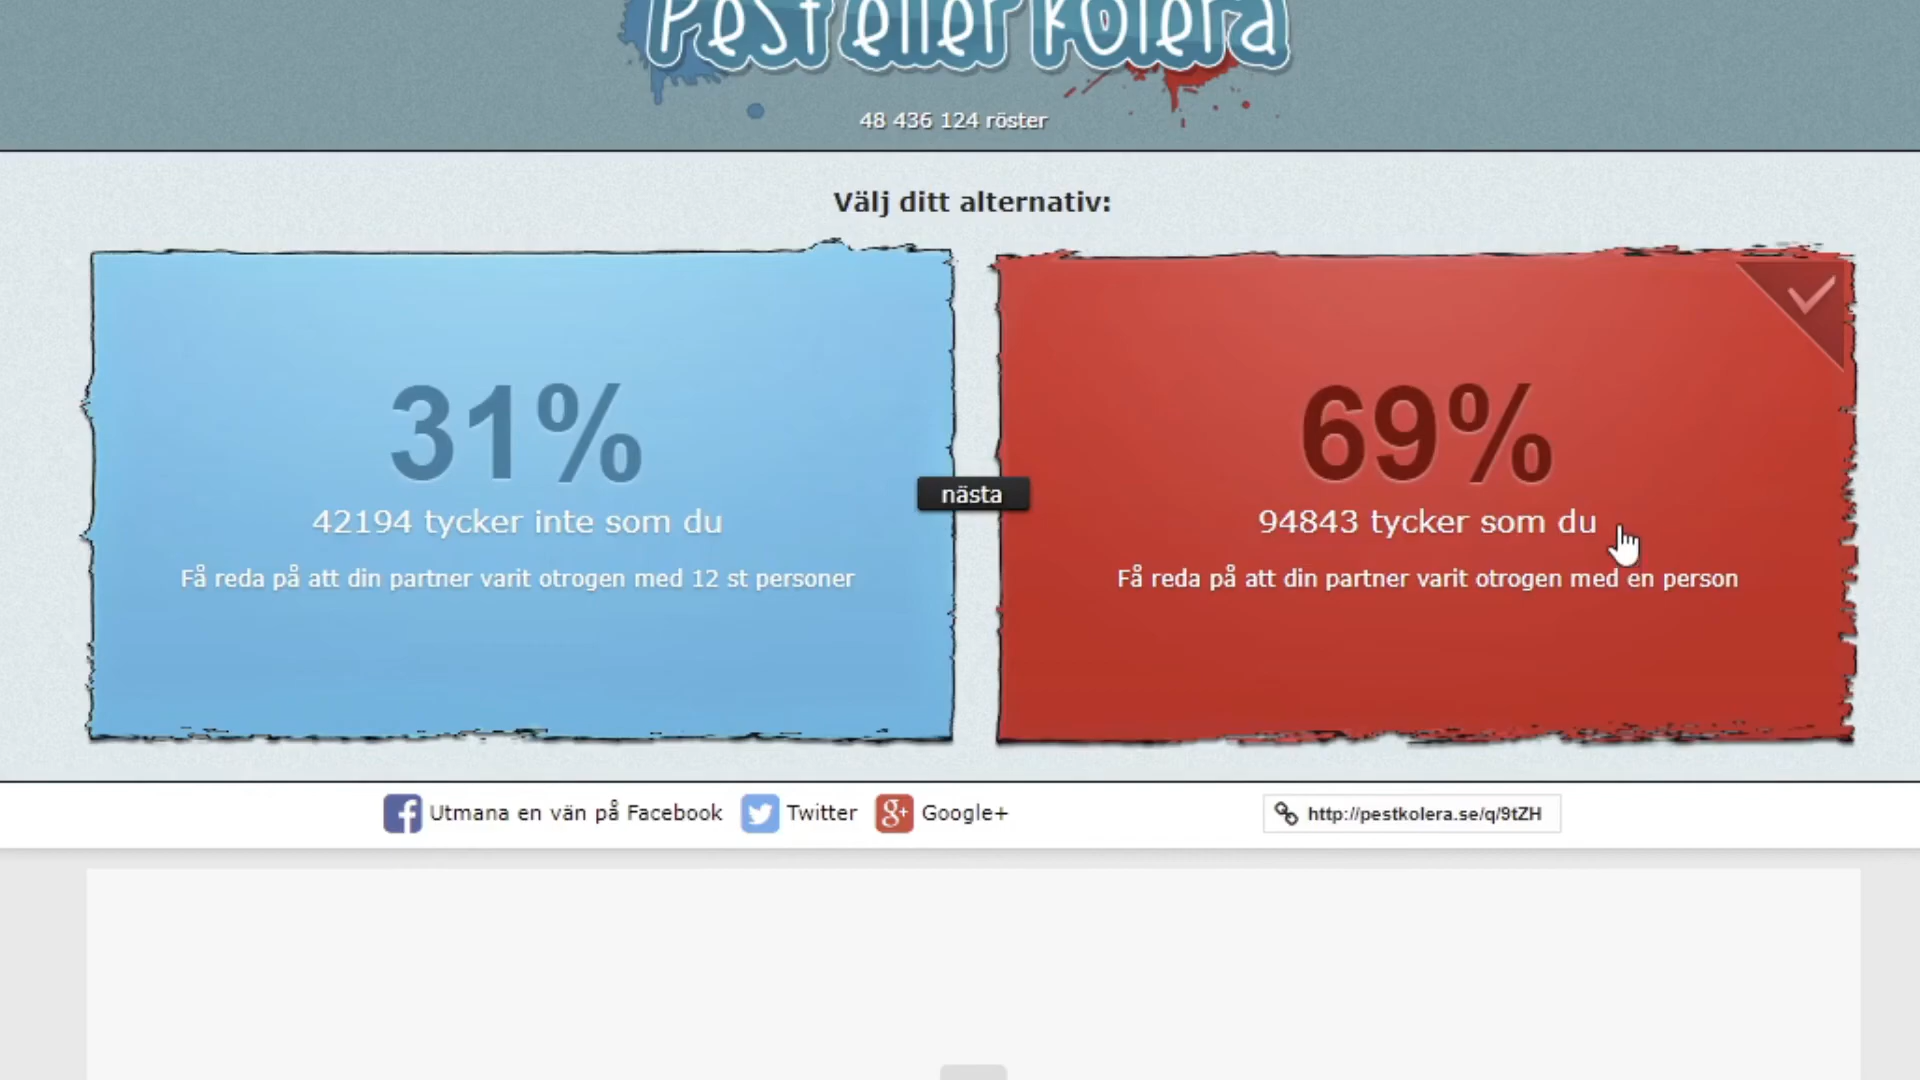 Pest eller kolera
48 436 124 röster
Välj ditt alternativ:
31%
42194 tycker inte som du
Få reda på att din partner varit otrogen med 12 st personer
nästa
69%
94843 tycker som du
Få reda på att din partner varit otrogen med en person
Utmana en vän på Facebook
Twitter
Google+
http://pestkolera.se/q/9tZH